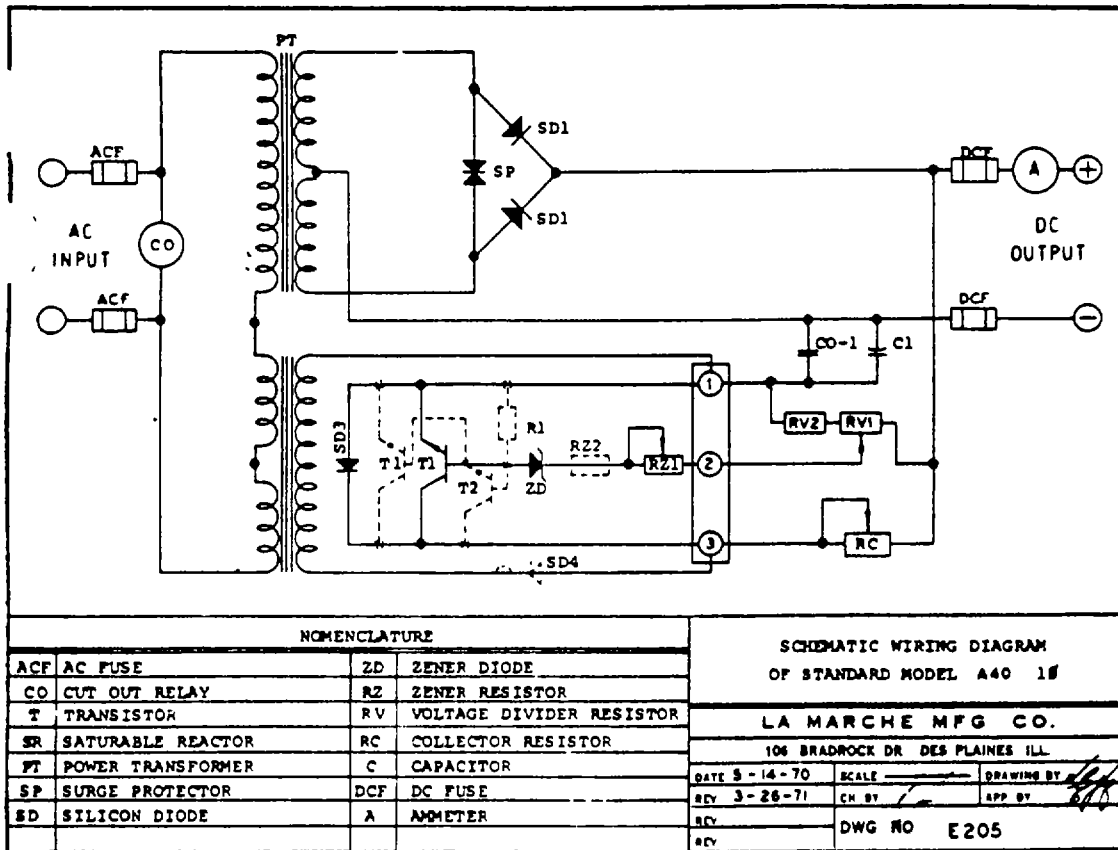 PT
ACF
SD1
SP
SD1
DCF
A
+
AC
INPUT
CO
DC
OUTPUT
ACF
DCF
−
CO-1
C1
1
R1
RV2
RV1
SD3
T1
T1
T2
ZD
RZ2
RZ1
2
3
RC
SD4
NOMENCLATURE
ACF AC FUSE ZD ZENER DIODE
CO CUT OUT RELAY RZ ZENER RESISTOR
T TRANSISTOR RV VOLTAGE DIVIDER RESISTOR
SR SATURABLE REACTOR RC COLLECTOR RESISTOR
PT POWER TRANSFORMER C CAPACITOR
SP SURGE PROTECTOR DCF DC FUSE
SD SILICON DIODE A AMMETER
SCHEMATIC WIRING DIAGRAM
OF STANDARD MODEL A40 1Ø
LA MARCHE MFG CO.
106 BRADROCK DR DES PLAINES ILL
DATE 5-14-70 SCALE DRAWING BY
REV 3-26-71 CH BY APP BY
REV
REV
DWG NO E205